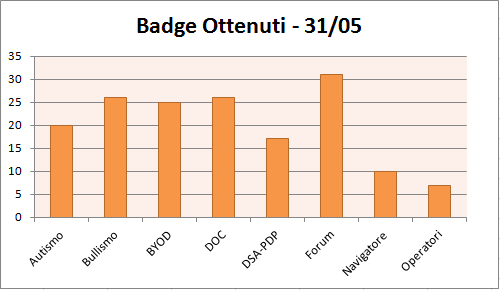 Badge Ottenuti - 31/05
35
30
25
20
15
10
5
0
Autismo
Bullismo
BYOD
DOC
DSA-PDP
Forum
Navigatore
Operatori